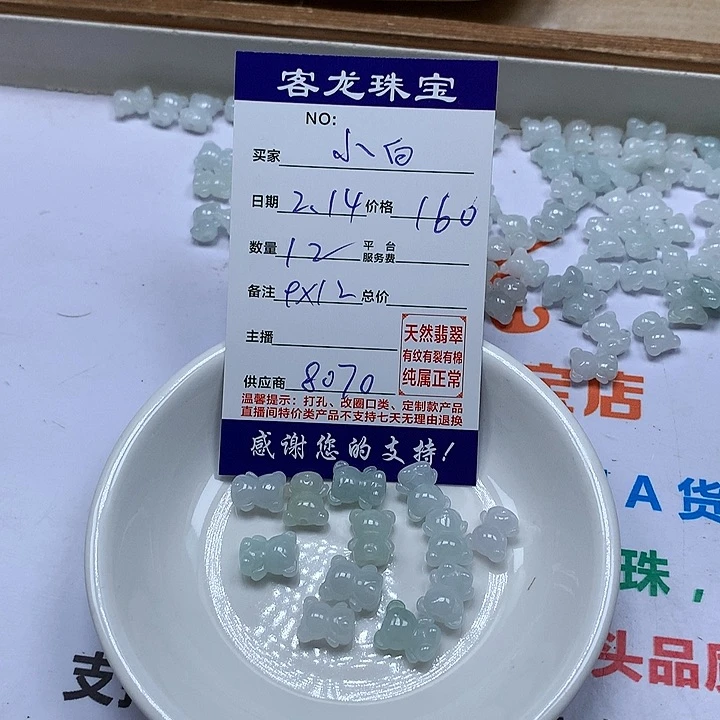 客龙珠宝
NO:
买家 小白
日期 2.14 价格 160
数量 12 平台服务费
备注 9X12 总价
主播
天然翡翠
有纹有裂有棉
纯属正常
供应商 8070
温馨提示：打孔、改圈口类、定制款产品
直播间特价类产品不支持七天无理由退换
感谢您的支持！
宝店
A货
珠，
头品质
支